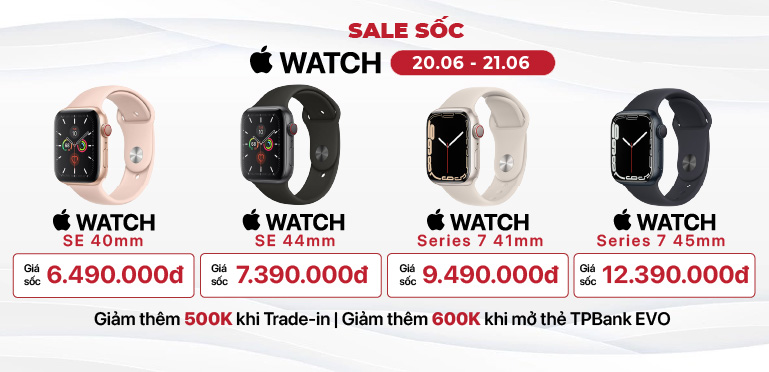 SALE SỐC
WATCH 20.06 - 21.06
WATCH
SE 40mm
Giá sốc 6.490.000đ
WATCH
SE 44mm
Giá sốc 7.390.000đ
WATCH
Series 7 41mm
Giá sốc 9.490.000đ
WATCH
Series 7 45mm
Giá sốc 12.390.000đ
Giảm thêm 500K khi Trade-in | Giảm thêm 600K khi mở thẻ TPBank EVO